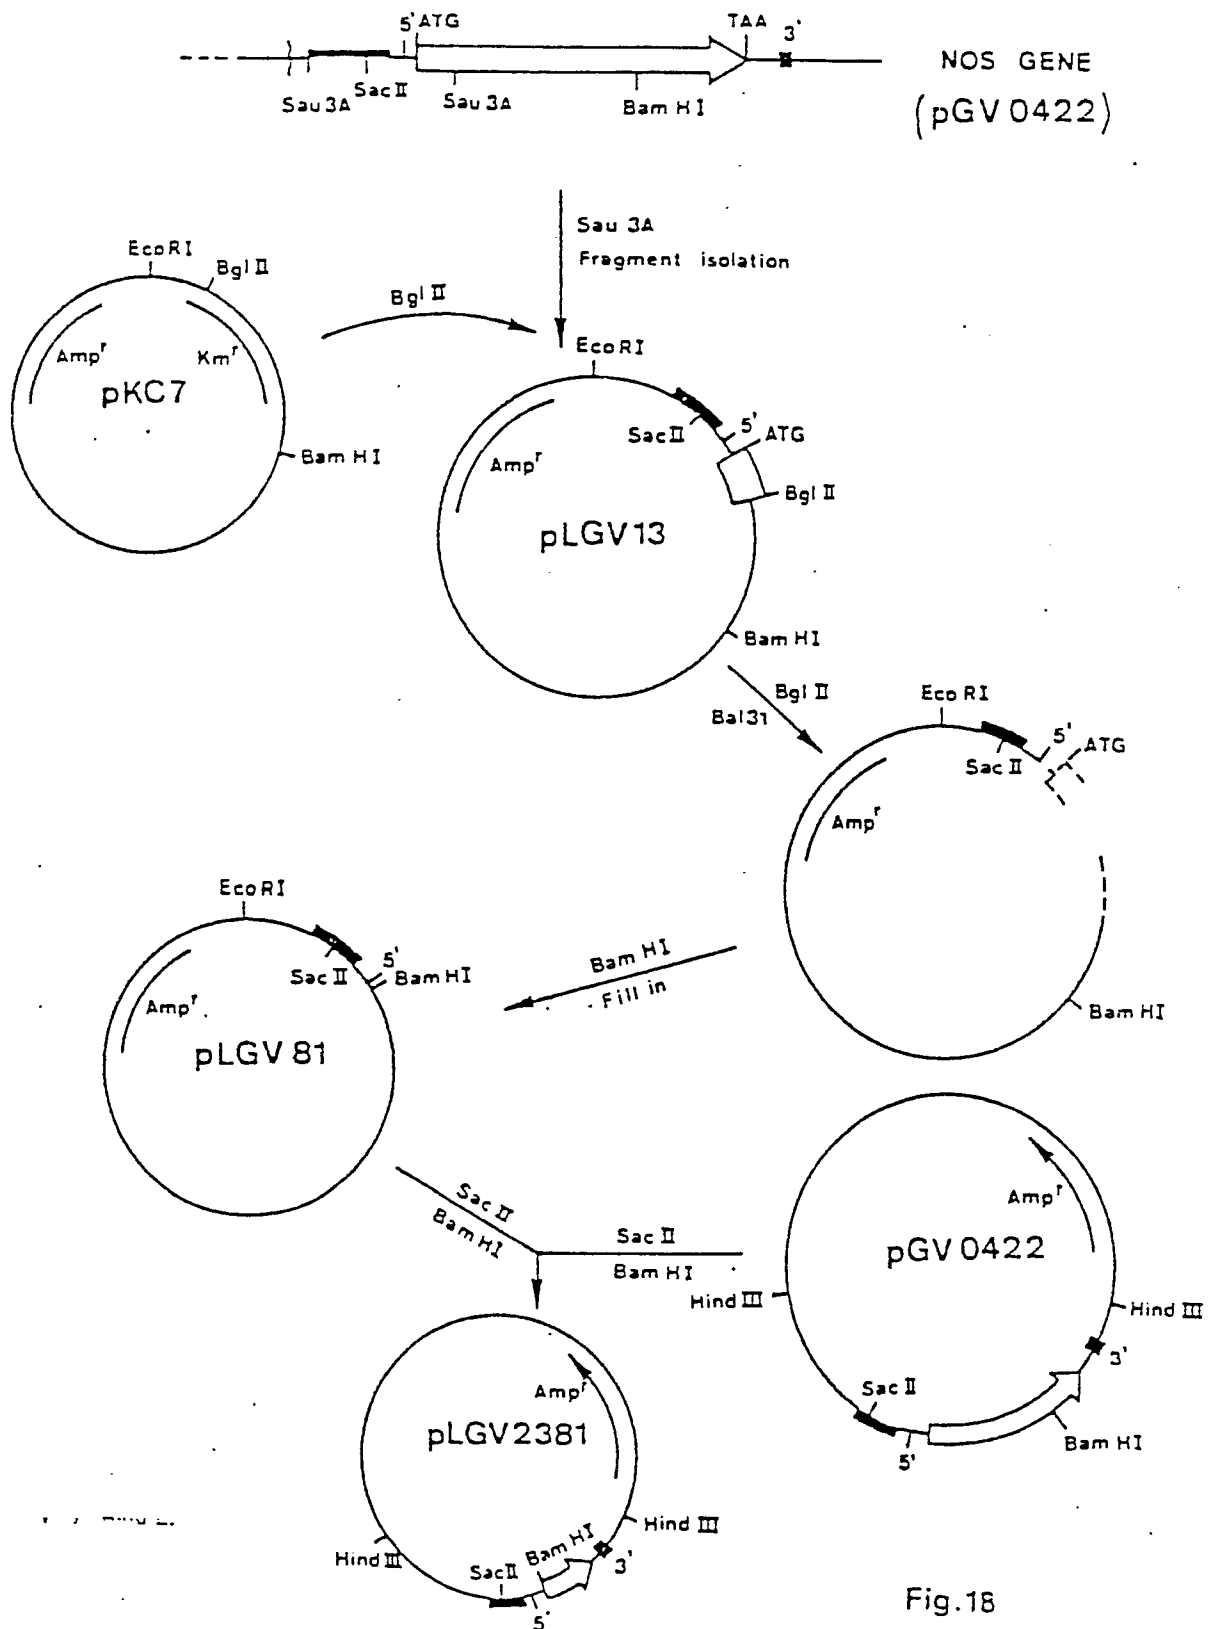 5' ATG
TAA
3'
Sau 3A
Sac II
Sau 3A
Bam HI
NOS GENE
(pGV 0422)
Sau 3A
Fragment isolation
EcoRI
Bgl II
Amp^r
Km^r
pKC7
Bam HI
Bgl II
EcoRI
Sac II
5'
ATG
Amp^r
Bgl II
pLGV13
Bam HI
Bgl II
Bal31
Eco RI
5'
ATG
Sac II
Amp^r
Bam HI
Bam HI
Fill in
EcoRI
5'
Sac II
Bam HI
Amp^r
pLGV 81
Sac II
Bam HI
Sac II
Bam HI
Amp^r
pGV 0422
Hind III
Hind III
3'
Sac II
Bam HI
5'
Amp^r
pLGV2381
Hind III
Hind III
Bam HI
3'
Sac II
5'
Fig.18